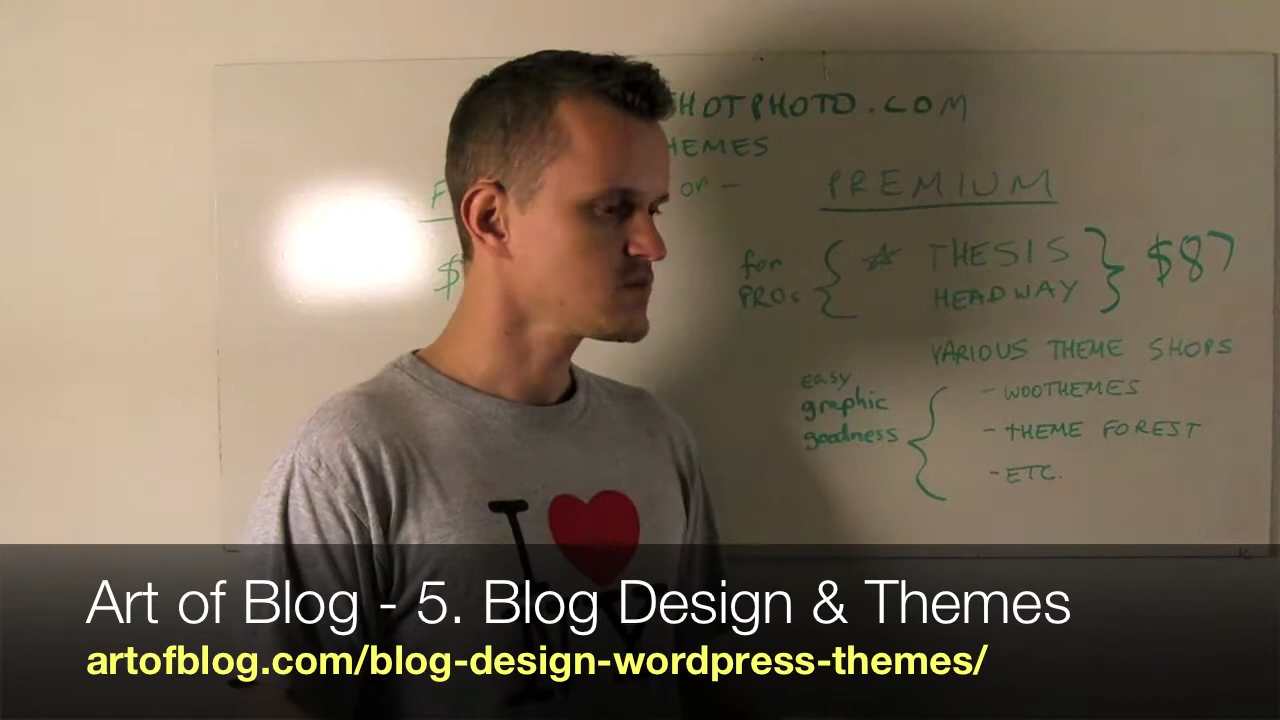 HOTPHOTO.COM
HEMES
or -
PREMIUM
for
PROs
☆ THESIS
HEADWAY
$87
VARIOUS THEME SHOPS
easy
graphic
goodness
- WOOTHEMES
- THEME FOREST
- ETC.
F
$
I
Art of Blog - 5. Blog Design & Themes
artofblog.com/blog-design-wordpress-themes/